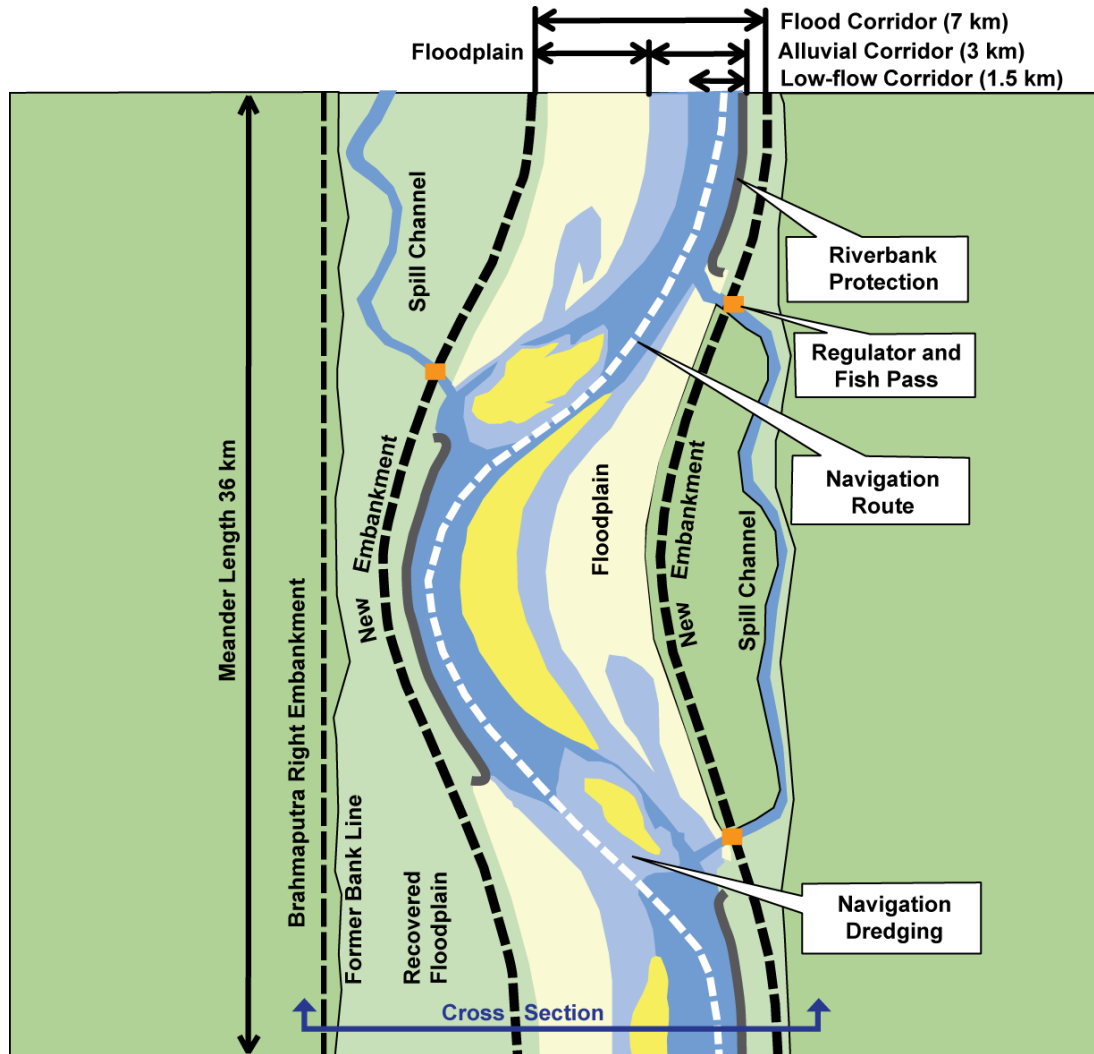 Flood Corridor (7 km)
Floodplain
Alluvial Corridor (3 km)
Low-flow Corridor (1.5 km)
Meander Length 36 km
Brahmaputra Right Embankment
Former Bank Line
Spill Channel
New Embankment
Recovered
Floodplain
Floodplain
New Embankment
Spill Channel
Riverbank
Protection
Regulator and
Fish Pass
Navigation
Route
Navigation
Dredging
Cross Section